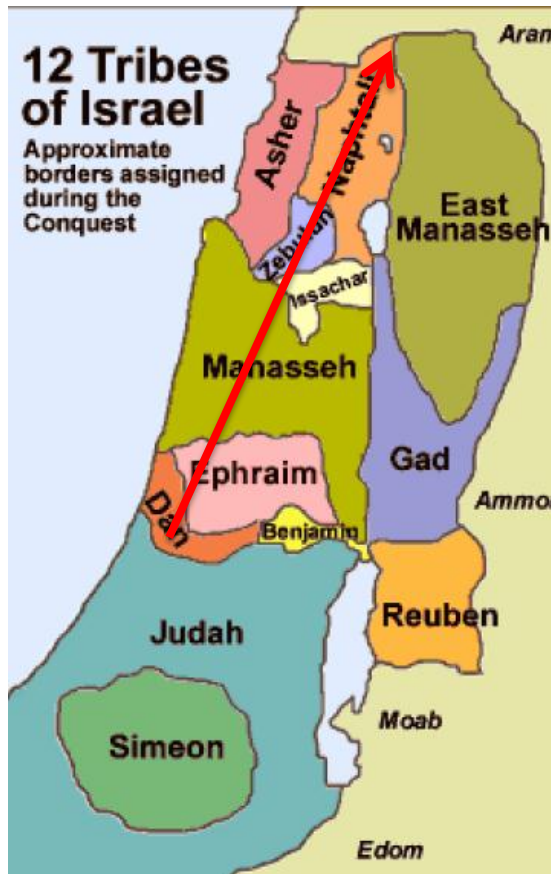 12 Tribes
of Israel
Approximate
borders assigned
during the
Conquest
Aram
Asher
Naphtali
East
Manasseh
Zebulun
Issachar
Manasseh
Ephraim
Gad
Dan
Benjamin
Ammo
Judah
Reuben
Simeon
Moab
Edom